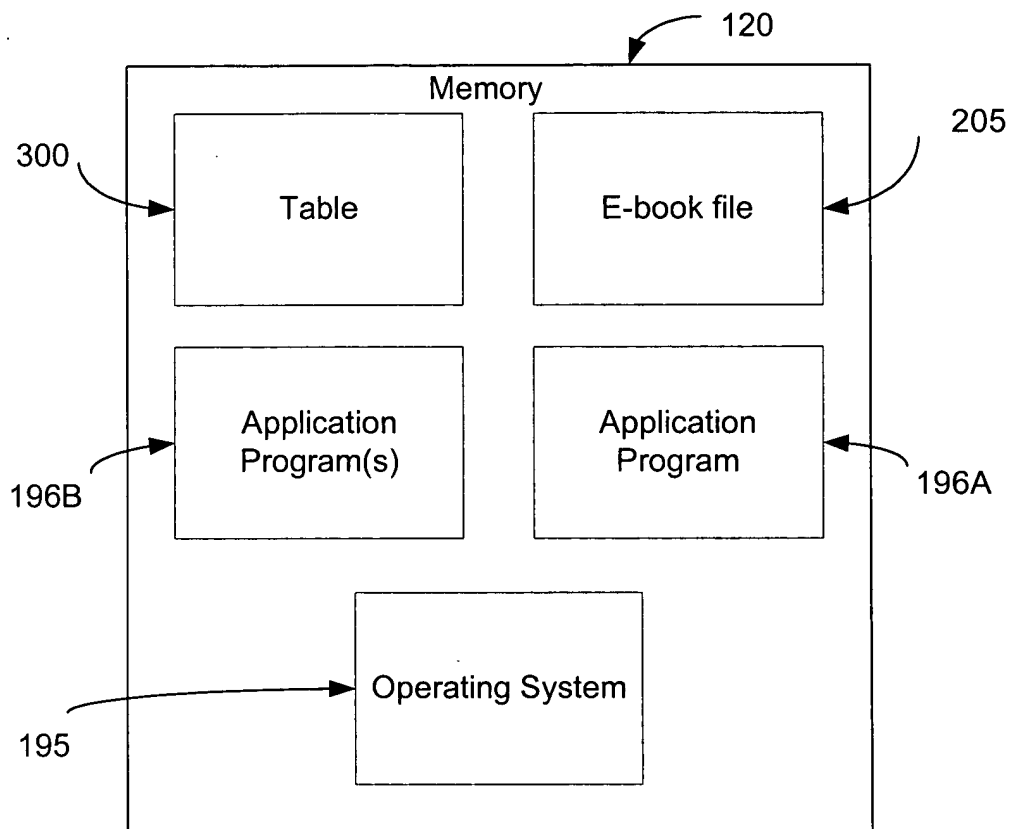 120
Memory
205
300
Table
E-book file
Application
Program(s)
Application
Program
196B
196A
Operating System
195